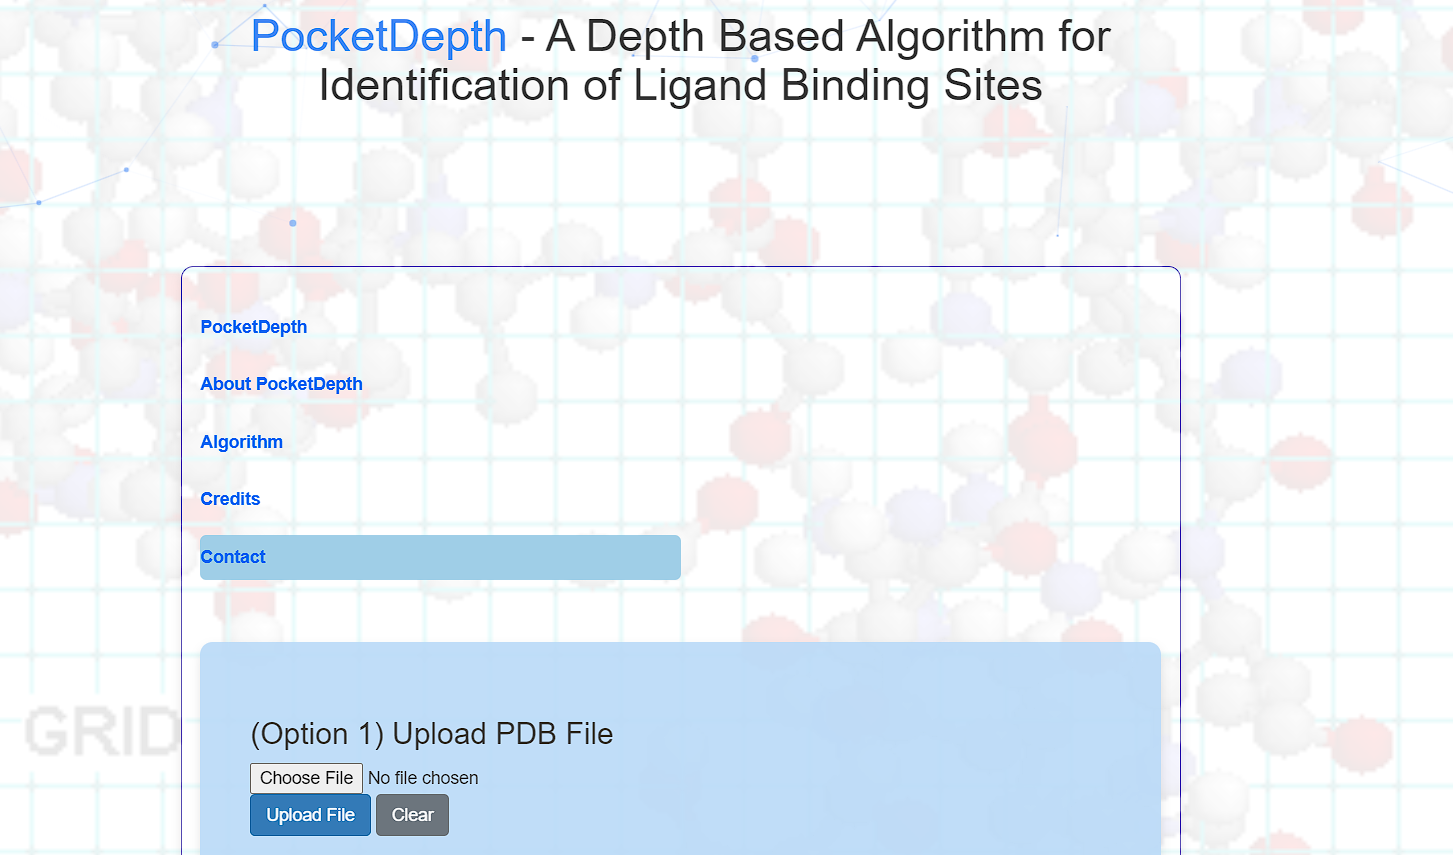 PocketDepth - A Depth Based Algorithm for
Identification of Ligand Binding Sites
PocketDepth
About PocketDepth
Algorithm
Credits
Contact
GRID
(Option 1) Upload PDB File
Choose File No file chosen
Upload File Clear